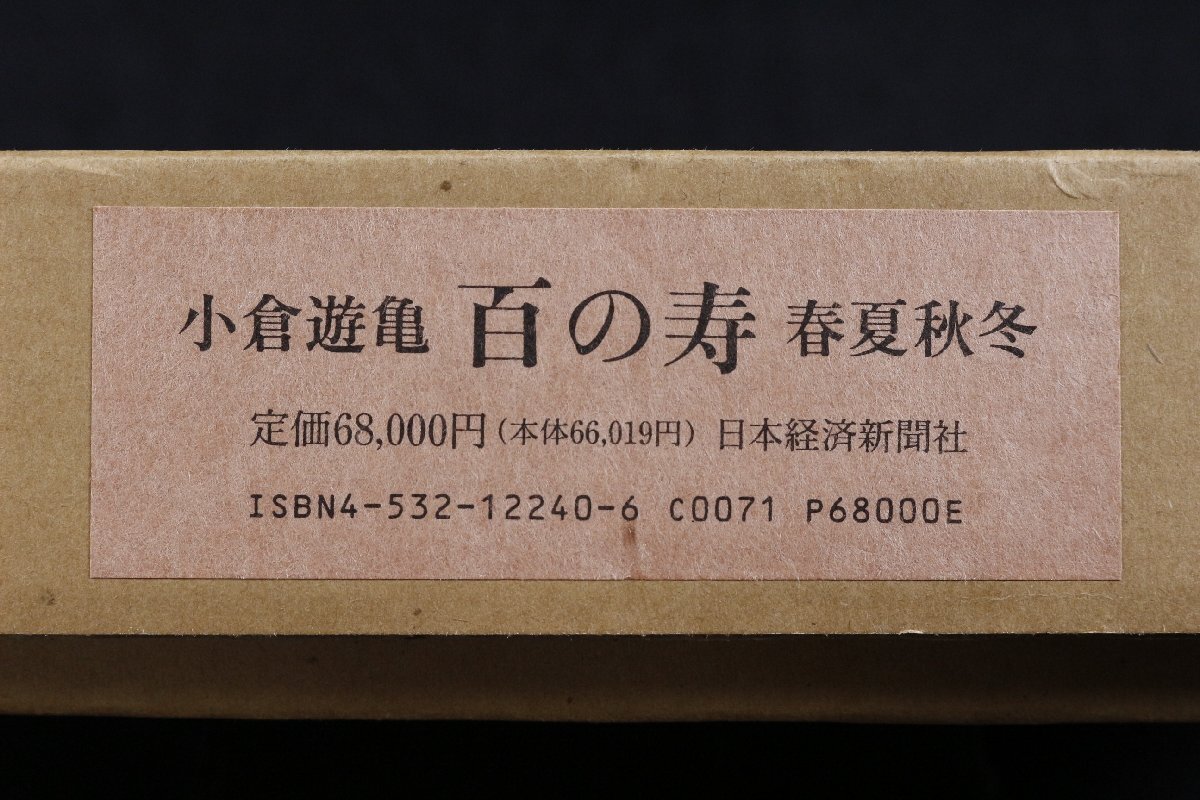 小倉遊亀 百の寿 春夏秋冬
定価68,000円(本体66,019円) 日本経済新聞社
ISBN4-532-12240-6 C0071 P68000E